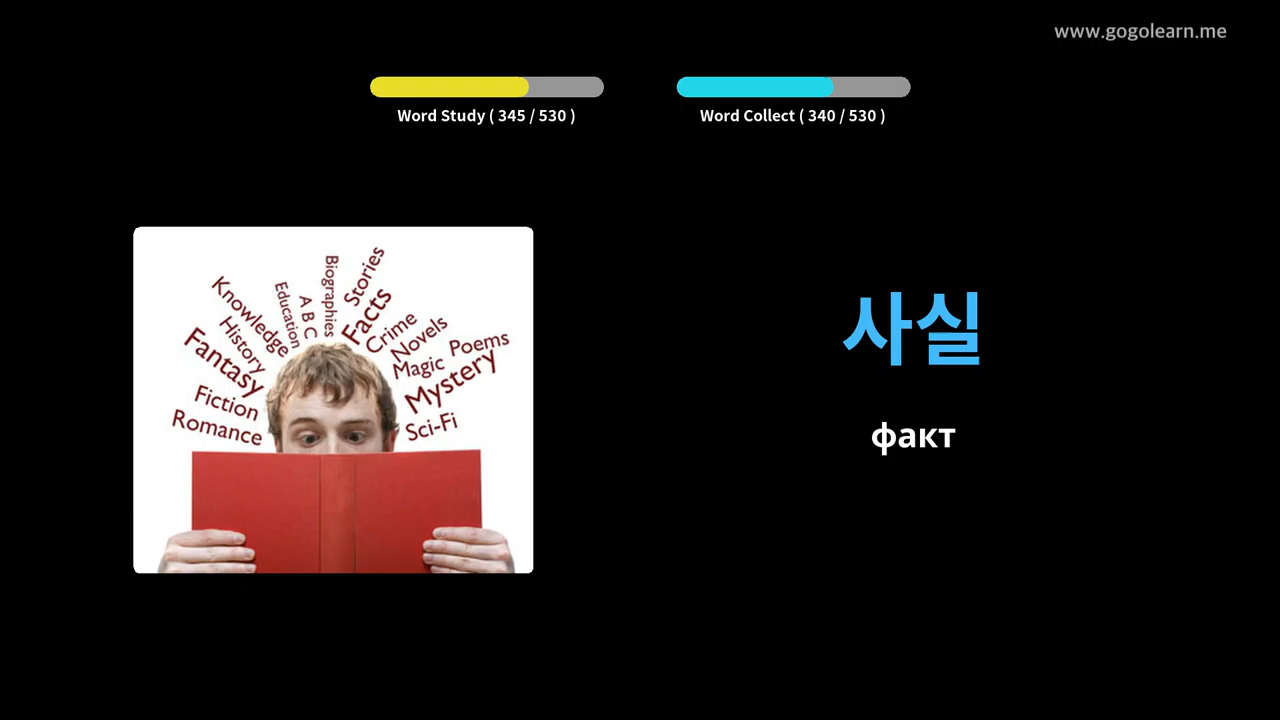 www.gogolearn.me
Word Study ( 345 / 530 )
Word Collect ( 340 / 530 )
Knowledge
Education
A B C
Biographies
Stories
Facts
Crime
Novels
Poems
Magic
Mystery
Sci-Fi
History
Fantasy
Fiction
Romance
사실
факт